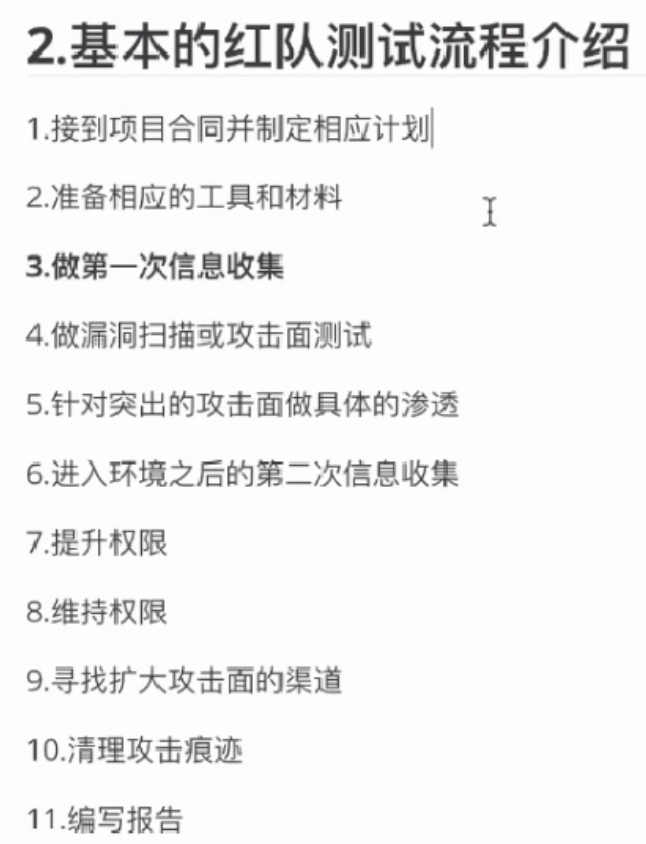 2.基本的红队测试流程介绍
1.接到项目合同并制定相应计划
2.准备相应的工具和材料
3.做第一次信息收集
4.做漏洞扫描或攻击面测试
5.针对突出的攻击面做具体的渗透
6.进入环境之后的第二次信息收集
7.提升权限
8.维持权限
9.寻找扩大攻击面的渠道
10.清理攻击痕迹
11.编写报告